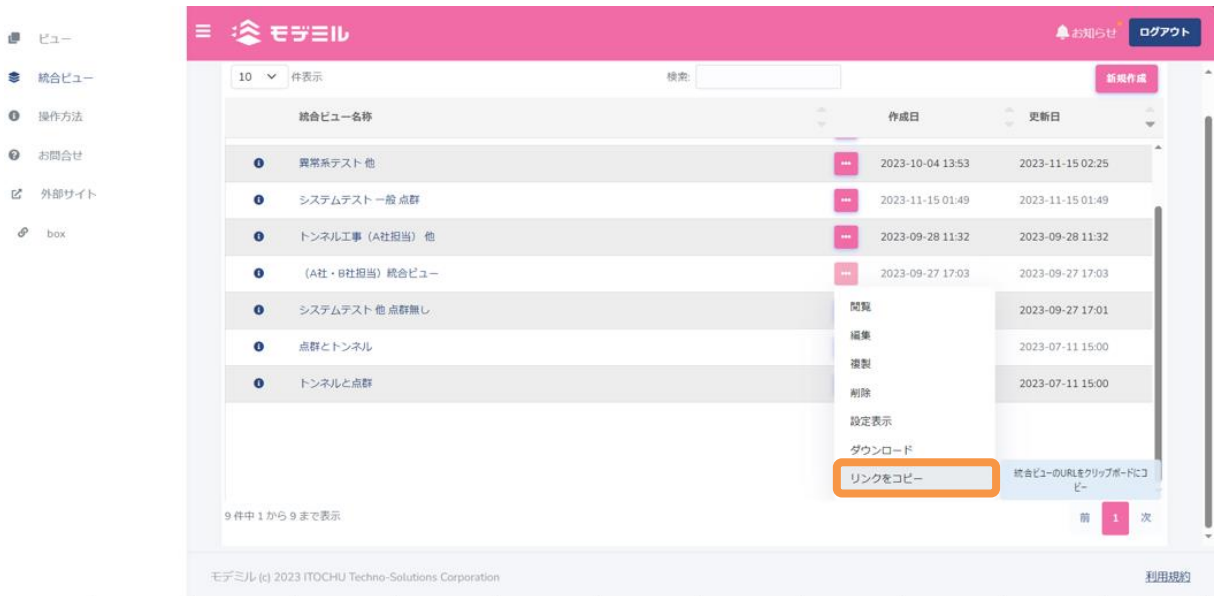 ビュー
統合ビュー
操作方法
お問合せ
外部サイト
box
モデミル
お知らせ
ログアウト
10 件表示
検索:
新規作成
統合ビュー名称 作成日 更新日
異常系テスト 他 2023-10-04 13:53 2023-11-15 02:25
システムテスト 一般 点群 2023-11-15 01:49 2023-11-15 01:49
トンネル工事（A社担当）他 2023-09-28 11:32 2023-09-28 11:32
（A社・B社担当）統合ビュー 2023-09-27 17:03 2023-09-27 17:03
システムテスト 他 点群無し 2023-09-27 17:01
点群とトンネル 2023-07-11 15:00
トンネルと点群 2023-07-11 15:00
閲覧
編集
複製
削除
設定表示
ダウンロード
リンクをコピー
統合ビューのURLをクリップボードにコ
ピー
9 件中 1 から 9 まで表示
前 1 次
モデミル (c) 2023 ITOCHU Techno-Solutions Corporation
利用規約